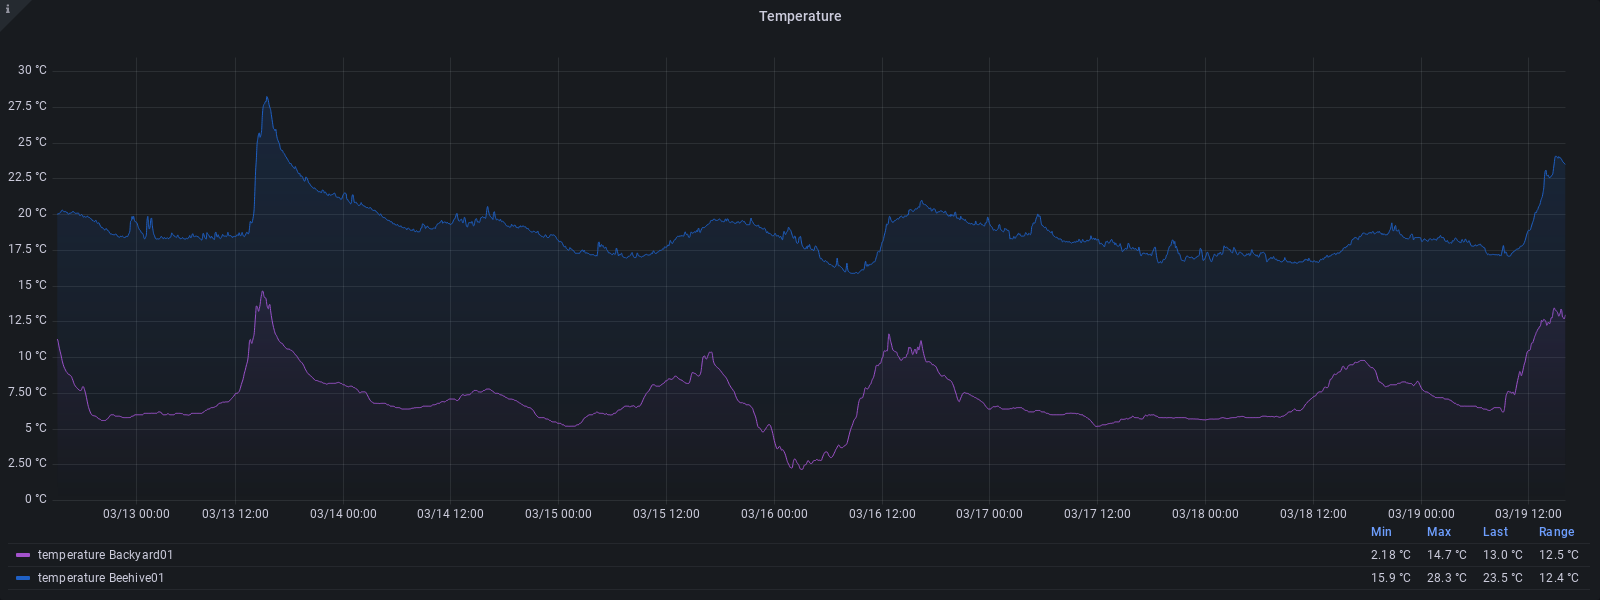 i
Temperature
30 °C
27.5 °C
25 °C
22.5 °C
20 °C
17.5 °C
15 °C
12.5 °C
10 °C
7.50 °C
5 °C
2.50 °C
0 °C
03/13 00:00 03/13 12:00 03/14 00:00 03/14 12:00 03/15 00:00 03/15 12:00 03/16 00:00 03/16 12:00 03/17 00:00 03/17 12:00 03/18 00:00 03/18 12:00 03/19 00:00 03/19 12:00
Min Max Last Range
temperature Backyard01 2.18 °C 14.7 °C 13.0 °C 12.5 °C
temperature Beehive01 15.9 °C 28.3 °C 23.5 °C 12.4 °C